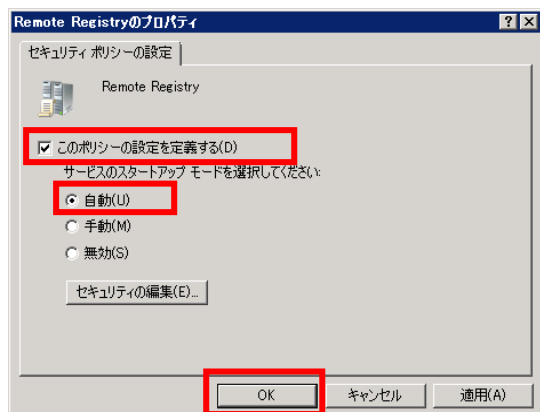 Remote Registryのプロパティ
セキュリティ ポリシーの設定
Remote Registry
このポリシーの設定を定義する(D)
サービスのスタートアップ モードを選択してください:
自動(U)
手動(M)
無効(S)
セキュリティの編集(E)...
OK キャンセル 適用(A)